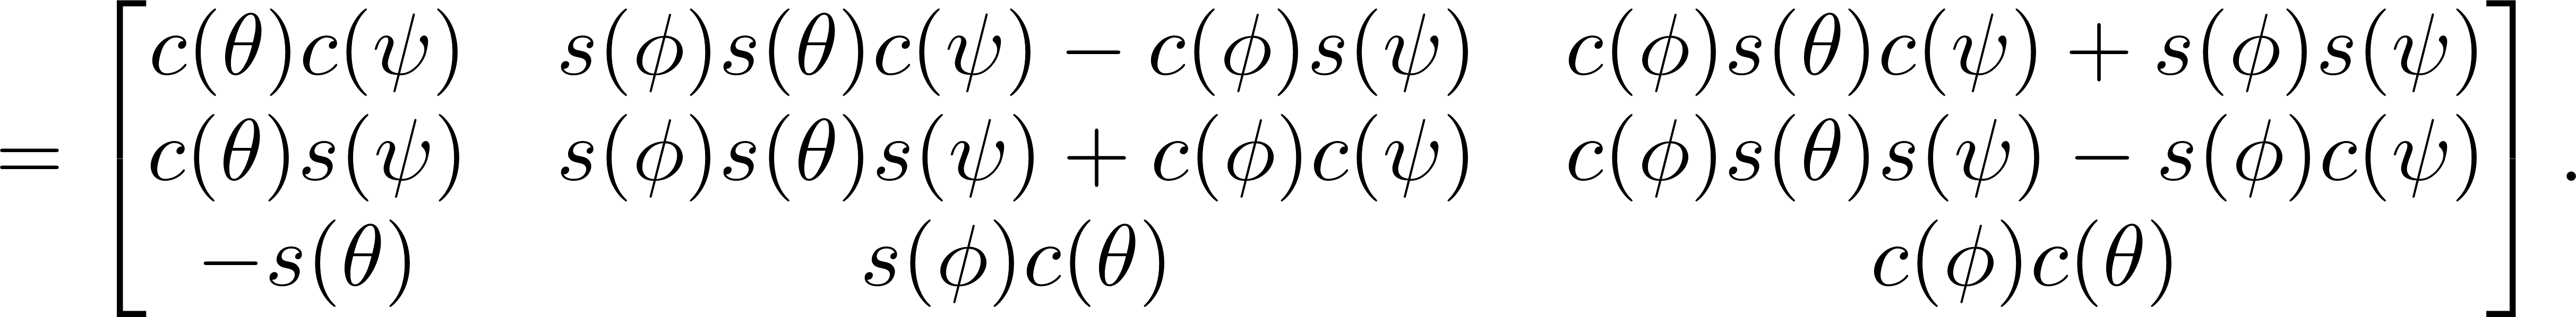 = [ c(θ)c(ψ) s(ϕ)s(θ)c(ψ) − c(ϕ)s(ψ) c(ϕ)s(θ)c(ψ) + s(ϕ)s(ψ)
c(θ)s(ψ) s(ϕ)s(θ)s(ψ) + c(ϕ)c(ψ) c(ϕ)s(θ)s(ψ) − s(ϕ)c(ψ)
−s(θ) s(ϕ)c(θ) c(ϕ)c(θ) ] .